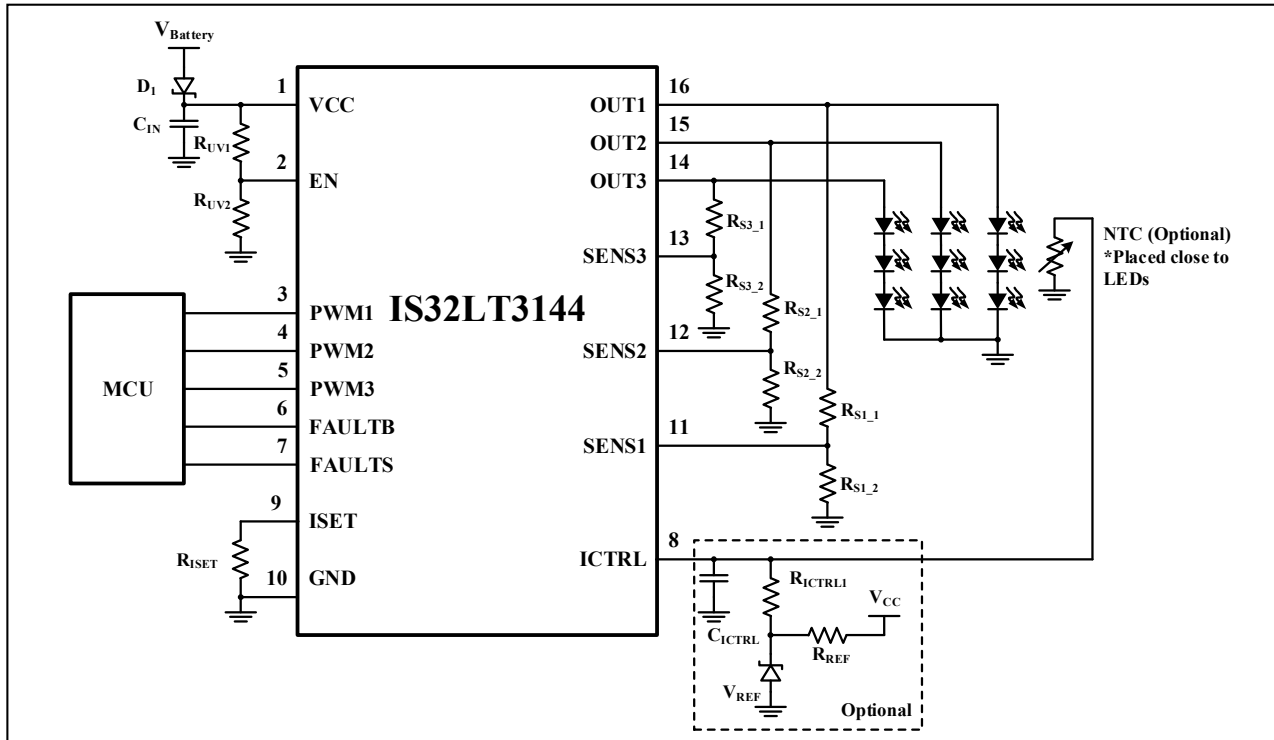 VBattery
D1
CIN
RUV1
RUV2
1
VCC
2
EN
MCU
3
PWM1
4
PWM2
5
PWM3
6
FAULTB
7
FAULTS
9
ISET
RISET
10
GND
IS32LT3144
16
OUT1
15
OUT2
14
OUT3
RS3_1
13
SENS3
RS3_2
RS2_1
12
SENS2
RS2_2
RS1_1
11
SENS1
RS1_2
8
ICTRL
NTC (Optional)
*Placed close to
LEDs
RICTRL1
VCC
CICTRL
RREF
VREF
Optional